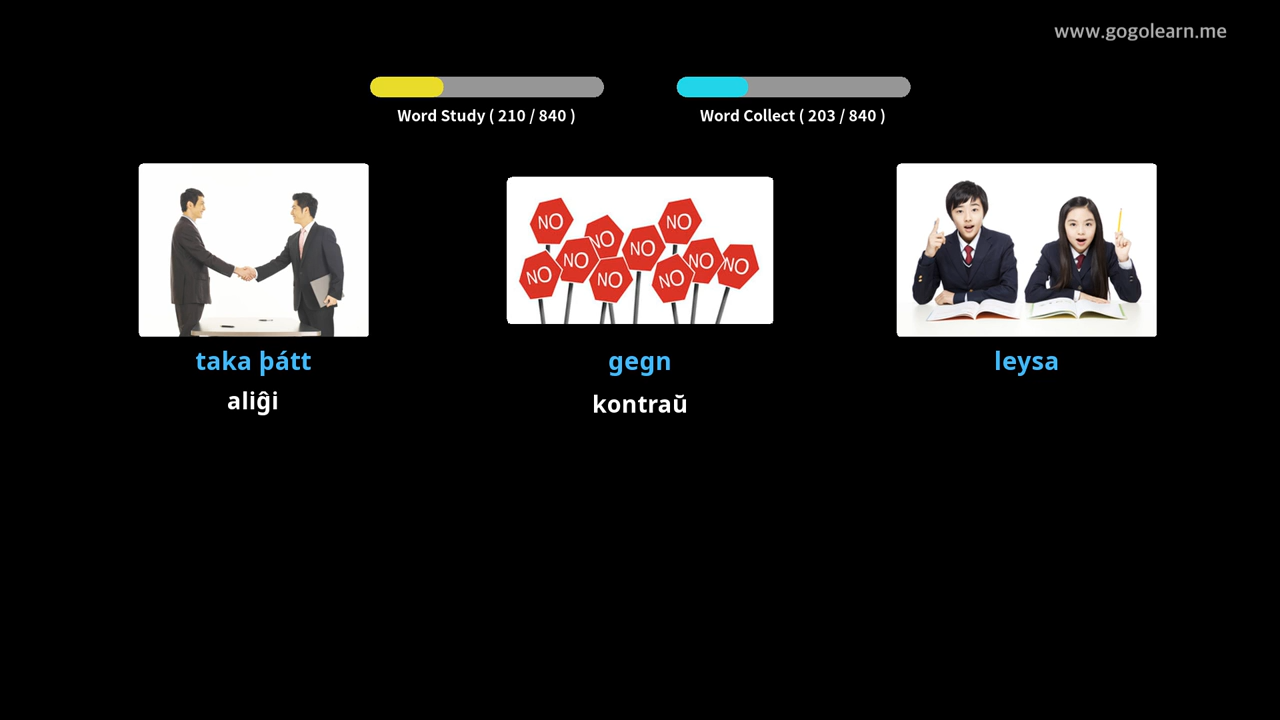 www.gogolearn.me
Word Study ( 210 / 840 )
Word Collect ( 203 / 840 )
NO
NO
NO
NO
NO
NO
NO
NO
NO
NO
taka þátt
gegn
leysa
aliĝi
kontraŭ